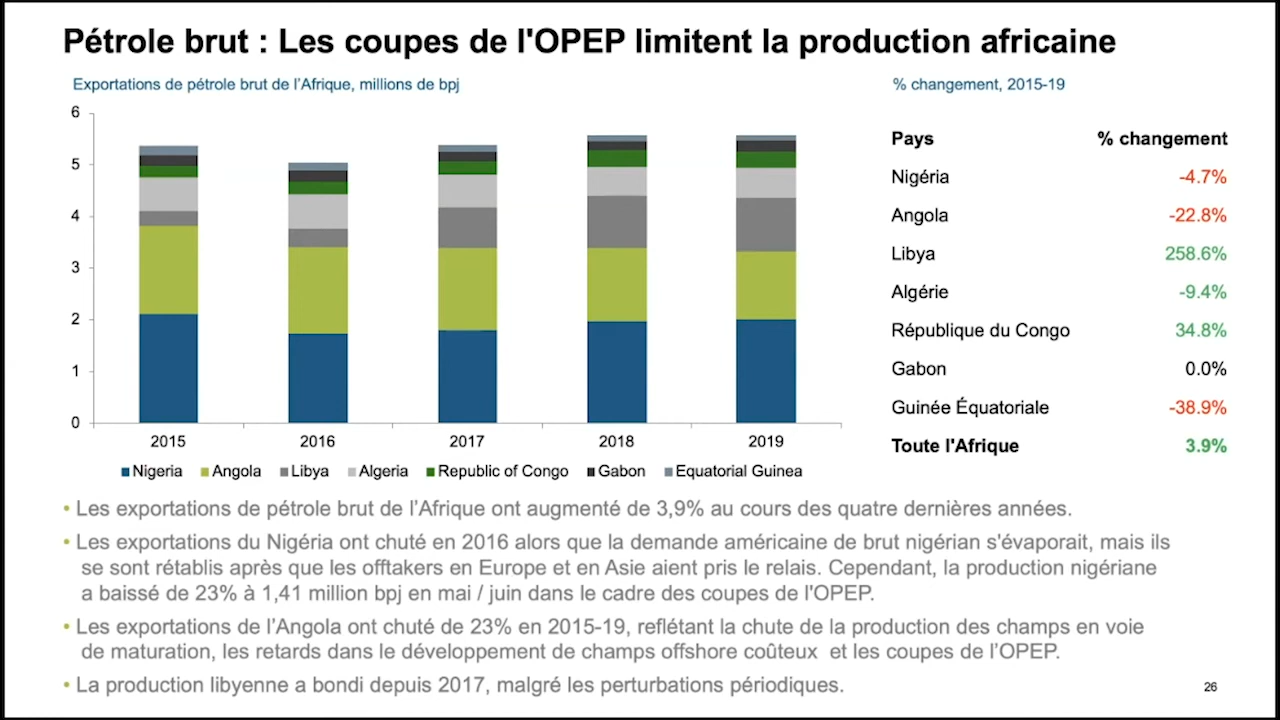 Pétrole brut : Les coupes de l'OPEP limitent la production africaine
Exportations de pétrole brut de l’Afrique, millions de bpj
% changement, 2015-19
6
5
4
3
2
1
0
2015 2016 2017 2018 2019
Nigeria Angola Libya Algeria Republic of Congo Gabon Equatorial Guinea
Pays % changement
Nigéria -4.7%
Angola -22.8%
Libya 258.6%
Algérie -9.4%
République du Congo 34.8%
Gabon 0.0%
Guinée Équatoriale -38.9%
Toute l'Afrique 3.9%
• Les exportations de pétrole brut de l’Afrique ont augmenté de 3,9% au cours des quatre dernières années.
• Les exportations du Nigéria ont chuté en 2016 alors que la demande américaine de brut nigérian s'évaporait, mais ils
se sont rétablis après que les offtakers en Europe et en Asie aient pris le relais. Cependant, la production nigériane
a baissé de 23% à 1,41 million bpj en mai / juin dans le cadre des coupes de l'OPEP.
• Les exportations de l’Angola ont chuté de 23% en 2015-19, reflétant la chute de la production des champs en voie
de maturation, les retards dans le développement de champs offshore coûteux et les coupes de l’OPEP.
• La production libyenne a bondi depuis 2017, malgré les perturbations périodiques.
26